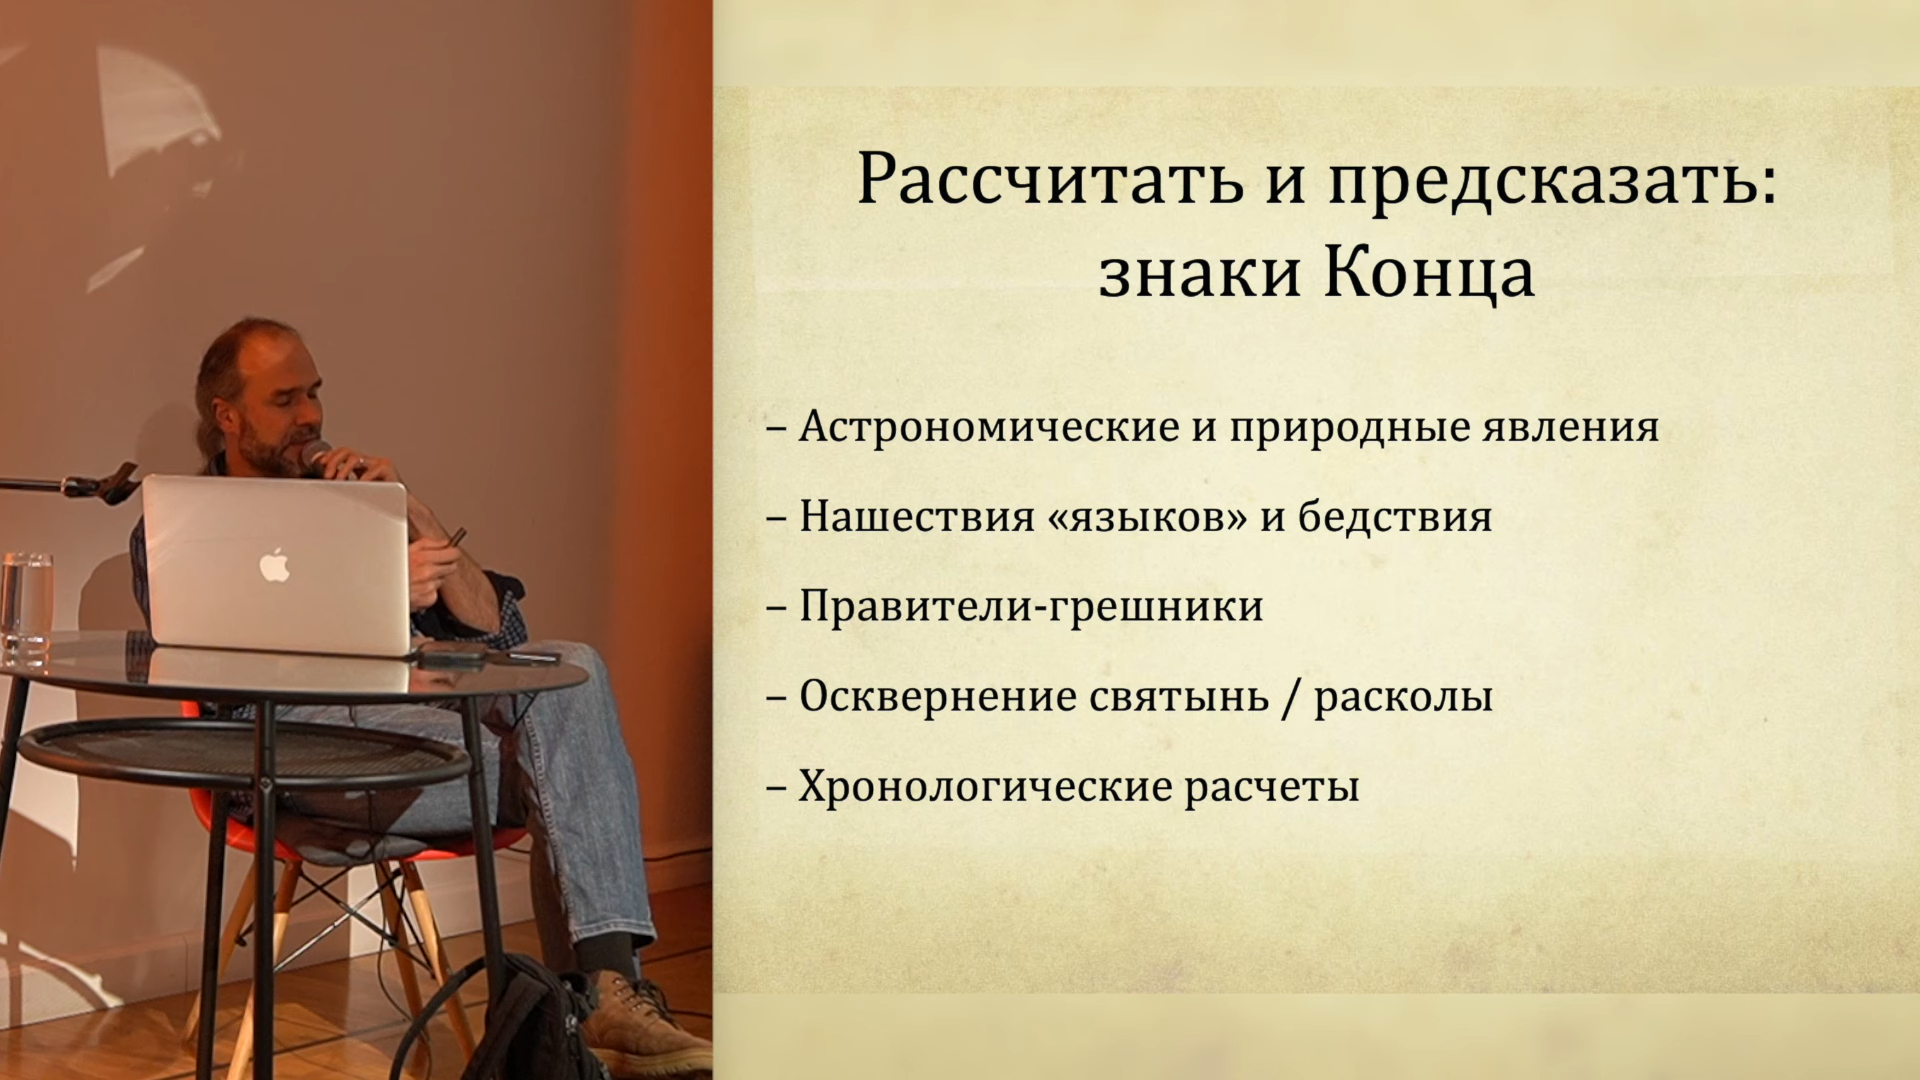 Рассчитать и предсказать:
знаки Конца
– Астрономические и природные явления
– Нашествия «языков» и бедствия
– Правители-грешники
– Осквернение святынь / расколы
– Хронологические расчеты